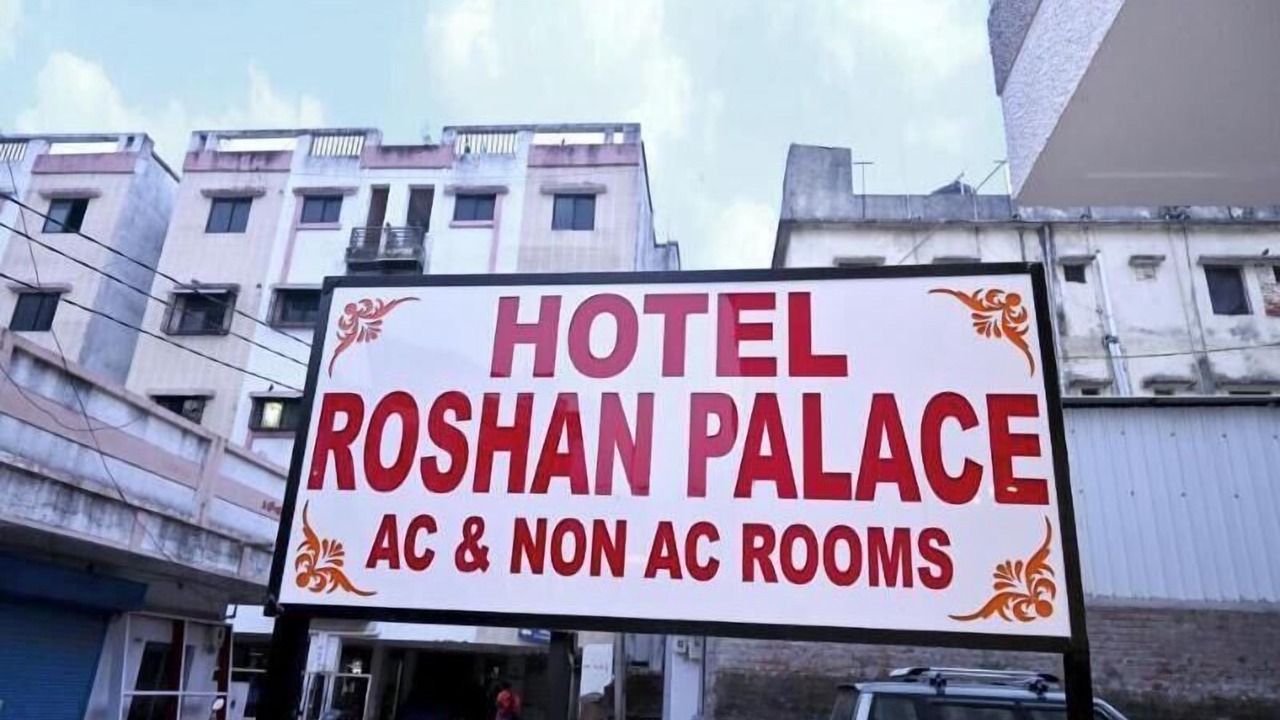 HOTEL
ROSHAN PALACE
AC & NON AC ROOMS